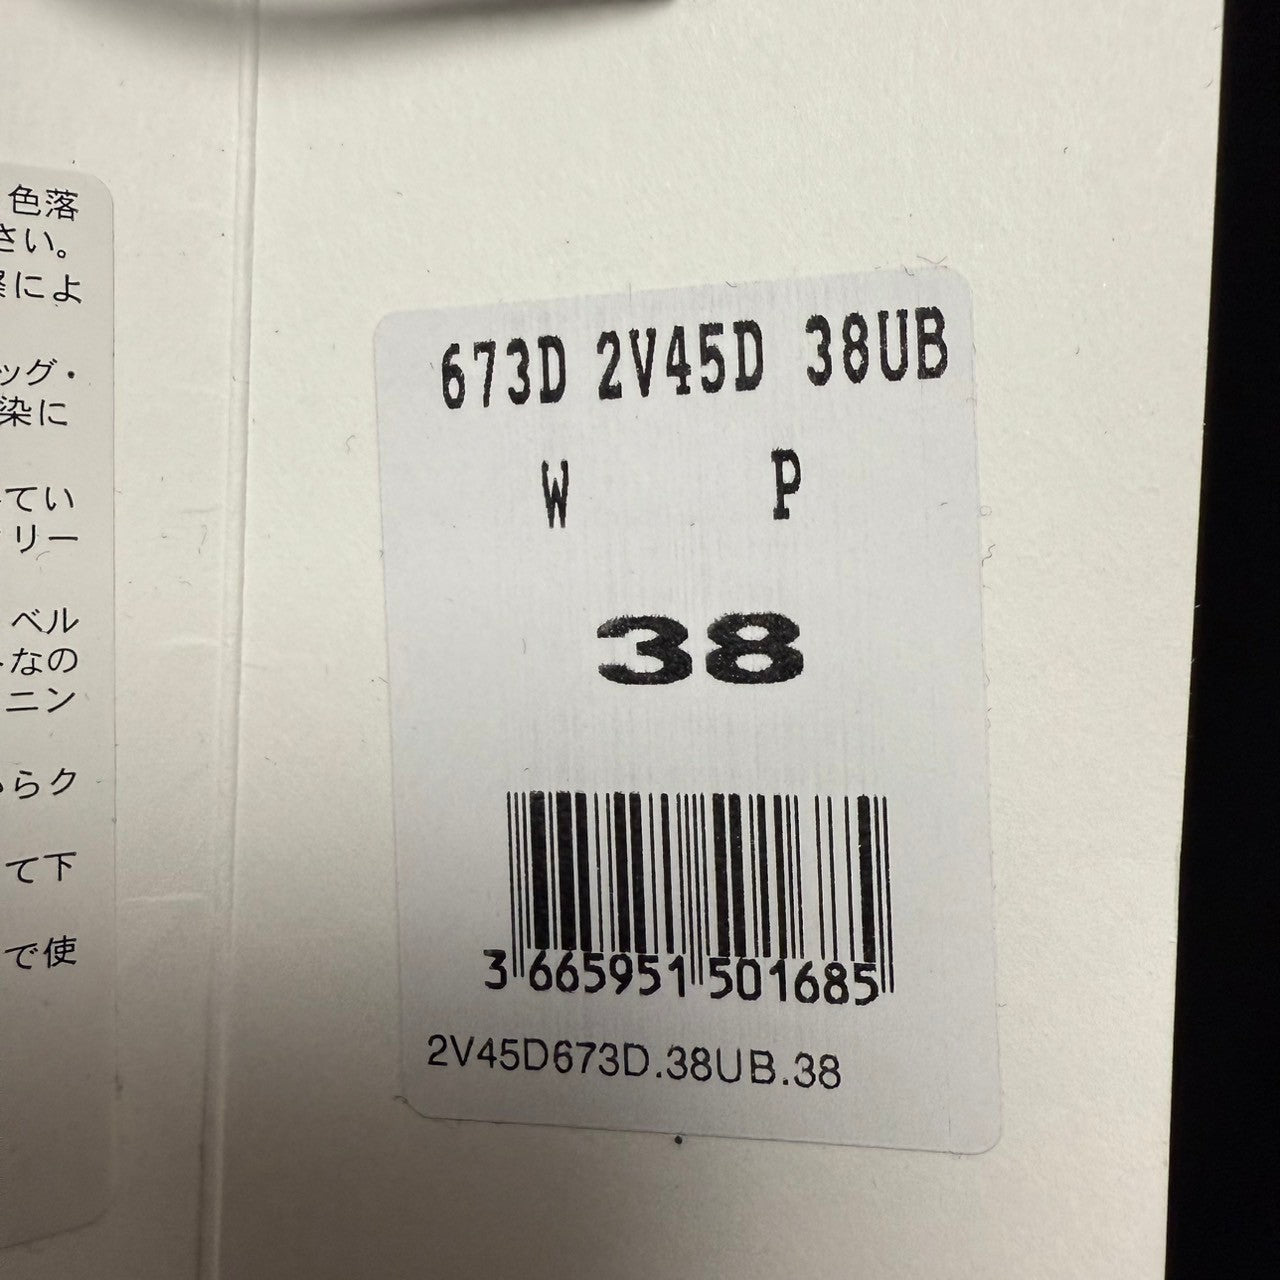 色落
さい。
によ
ッグ・
染に
てい
リー
ベル
なの
ニン
らク
て下
で使
673D 2V45D 38UB
W P
38
3 665951 501685
2V45D673D.38UB.38